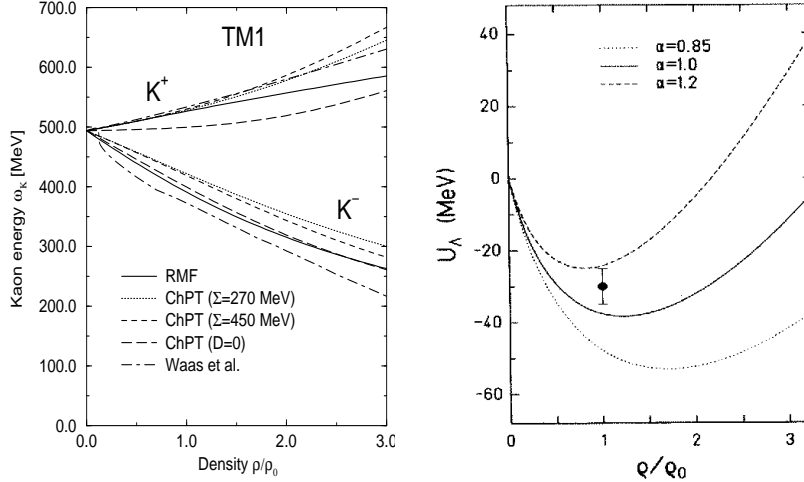 TM1
K+
K−
Kaon energy ωK [MeV]
700.0
600.0
500.0
400.0
300.0
200.0
100.0
0.0
RMF
ChPT (Σ=270 MeV)
ChPT (Σ=450 MeV)
ChPT (D=0)
Waas et al.
0.0 1.0 2.0 3.0
Density ρ/ρ0
UΛ (MeV)
40
20
0
-20
-40
-60
α=0.85
α=1.0
α=1.2
0 1 2 3
ρ/ρ0